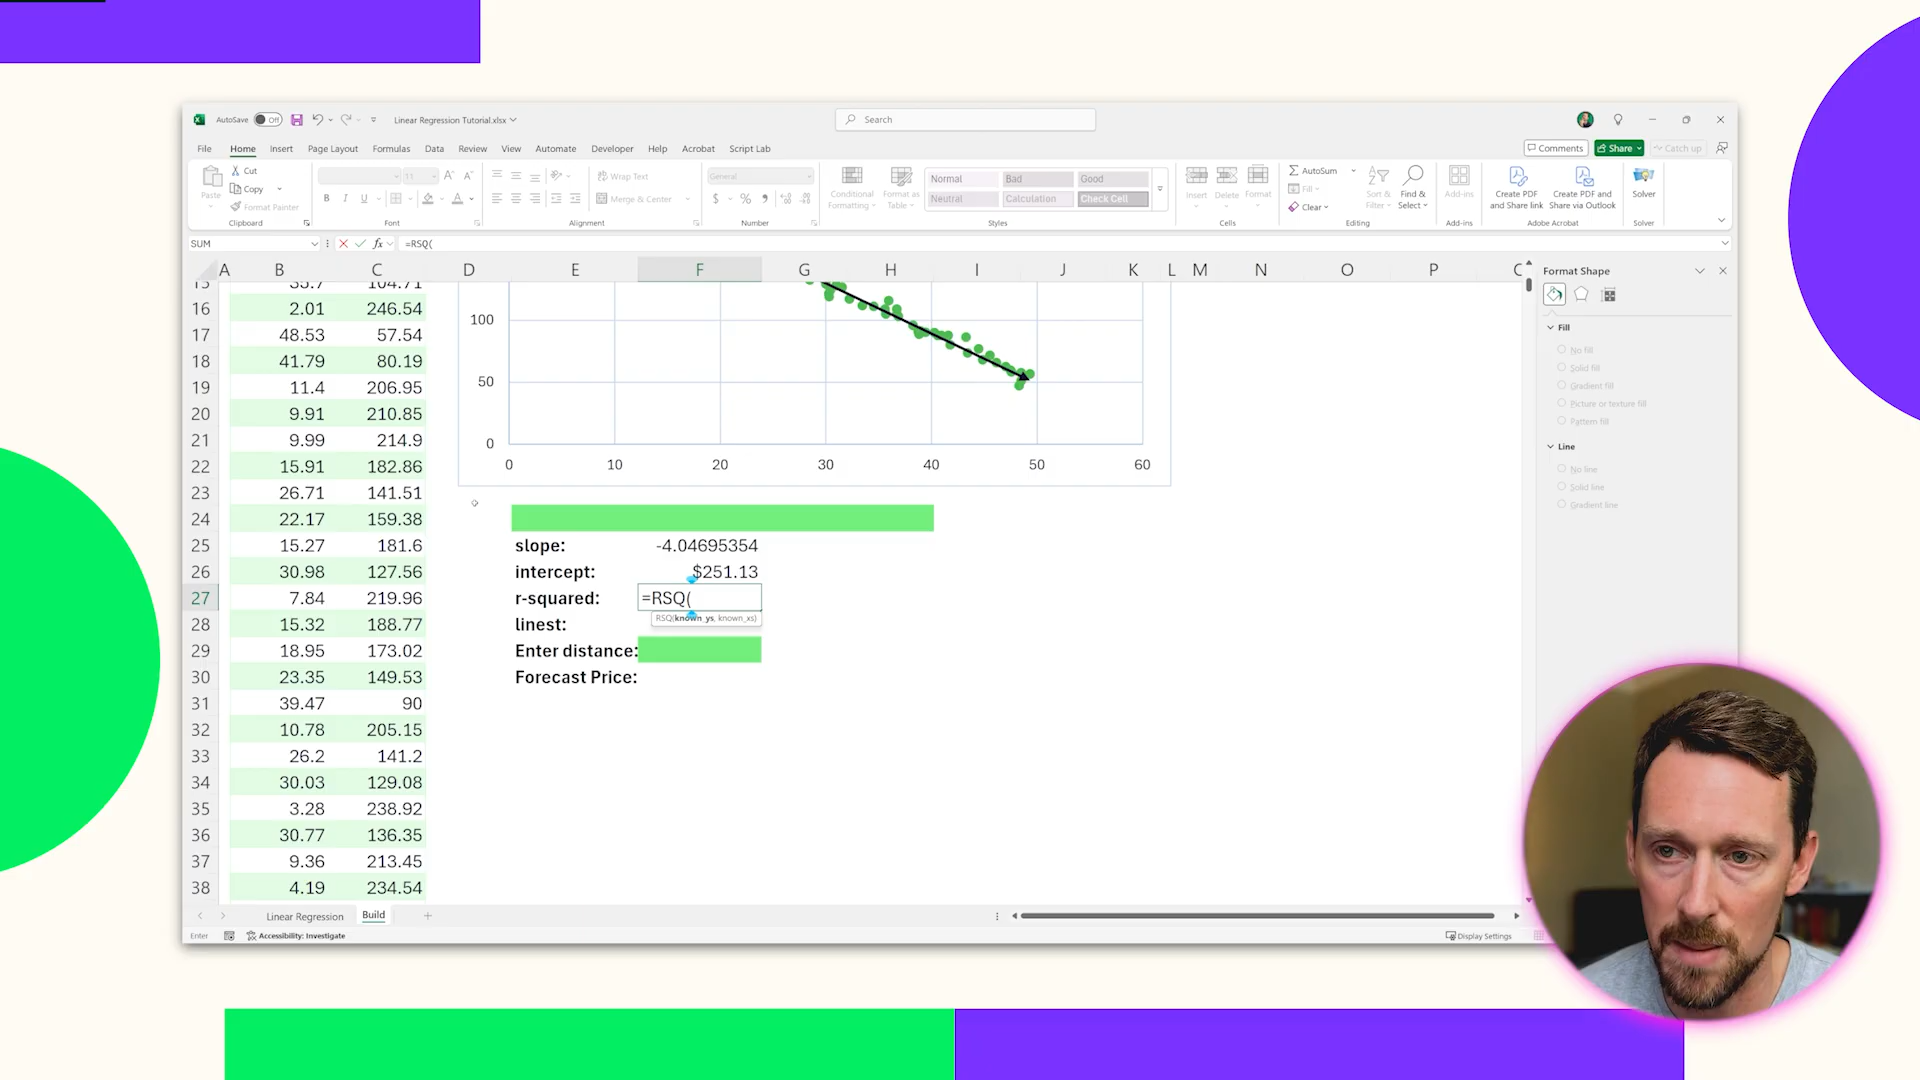 AutoSave Off Linear Regression Tutorial.xlsx Search
File Home Insert Page Layout Formulas Data Review View Automate Developer Help Acrobat Script Lab Comments Share Catch up
Paste Cut Copy Format Painter Clipboard
11 A A B I U A Font
Wrap Text Merge & Center Alignment
General $ % Number
Conditional Formatting Format as Table Normal Bad Good Neutral Calculation Check Cell Styles
Insert Delete Format Cells
AutoSum Fill Clear Sort & Filter Find & Select Editing
Add-ins Add-ins
Create PDF and Share link Create PDF and Share via Outlook Adobe Acrobat
Solver Solver
SUM fx =RSQ(
A B C D E F G H I J K L M N O P
15 33.7 104.71
16 2.01 246.54
17 48.53 57.54
18 41.79 80.19
19 11.4 206.95
20 9.91 210.85
21 9.99 214.9
22 15.91 182.86
23 26.71 141.51
24 22.17 159.38
25 15.27 181.6
26 30.98 127.56
27 7.84 219.96
28 15.32 188.77
29 18.95 173.02
30 23.35 149.53
31 39.47 90
32 10.78 205.15
33 26.2 141.2
34 30.03 129.08
35 3.28 238.92
36 30.77 136.35
37 9.36 213.45
38 4.19 234.54
100
50
0
0 10 20 30 40 50 60
slope: -4.04695354
intercept: $251.13
r-squared: =RSQ(
RSQ(known_ys, known_xs)
linest:
Enter distance:
Forecast Price:
Format Shape
Fill
No fill
Solid fill
Gradient fill
Picture or texture fill
Pattern fill
Line
No line
Solid line
Gradient line
Linear Regression Build
Enter Accessibility: Investigate Display Settings